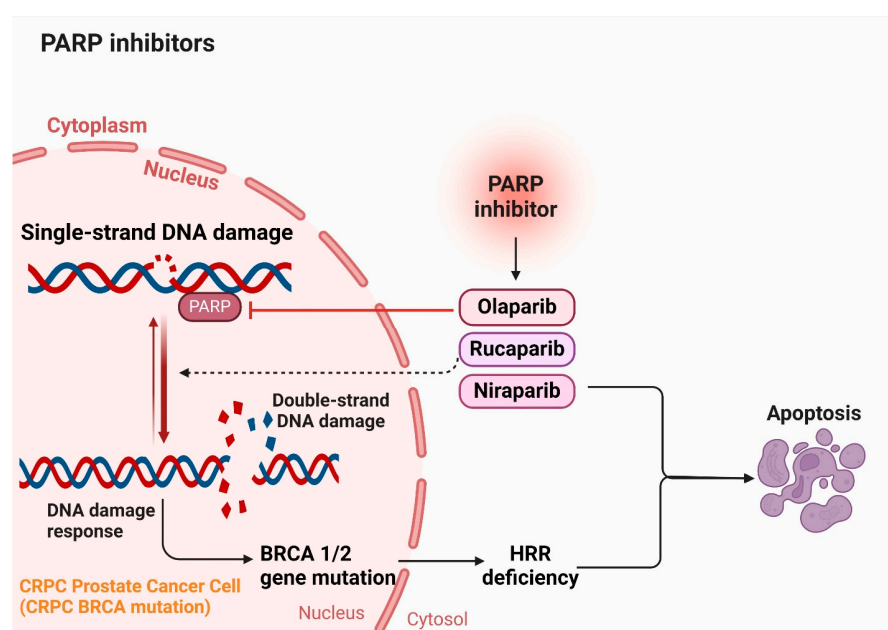 PARP inhibitors
Cytoplasm
Nucleus
Single-strand DNA damage
PARP
PARP
inhibitor
Olaparib
Rucaparib
Niraparib
Double-strand
DNA damage
Apoptosis
DNA damage
response
BRCA 1/2
gene mutation
HRR
deficiency
CRPC Prostate Cancer Cell
(CRPC BRCA mutation)
Nucleus
Cytosol